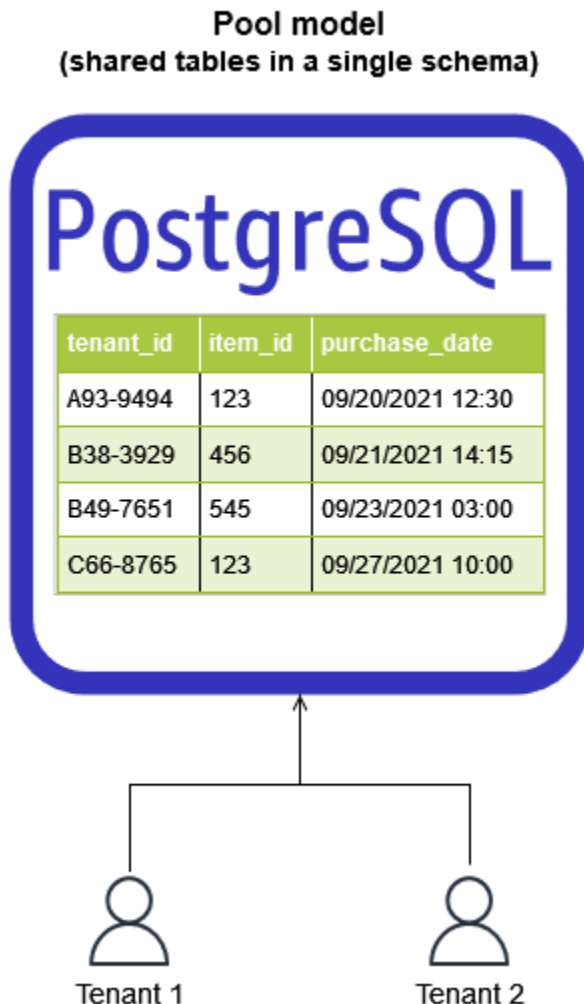 Pool model
(shared tables in a single schema)
PostgreSQL
tenant_id item_id purchase_date
A93-9494 123 09/20/2021 12:30
B38-3929 456 09/21/2021 14:15
B49-7651 545 09/23/2021 03:00
C66-8765 123 09/27/2021 10:00
Tenant 1 Tenant 2